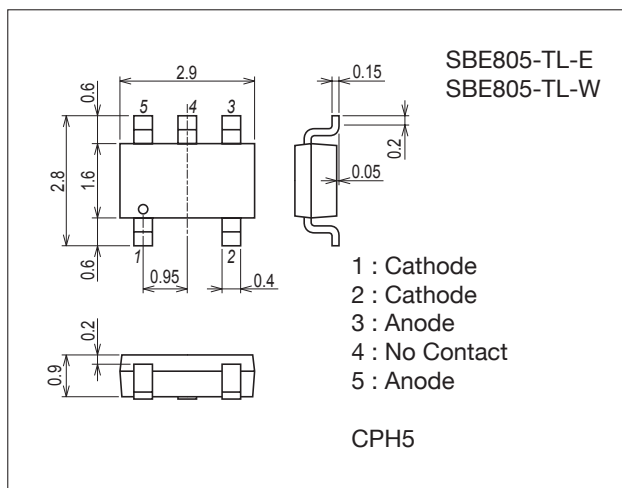 SBE805-TL-E
SBE805-TL-W
2.9
0.15
0.6
5
4
3
0.2
2.8
1.6
0.05
0.6
1
2
0.95
0.4
1 : Cathode
2 : Cathode
3 : Anode
4 : No Contact
5 : Anode
0.2
0.9
CPH5